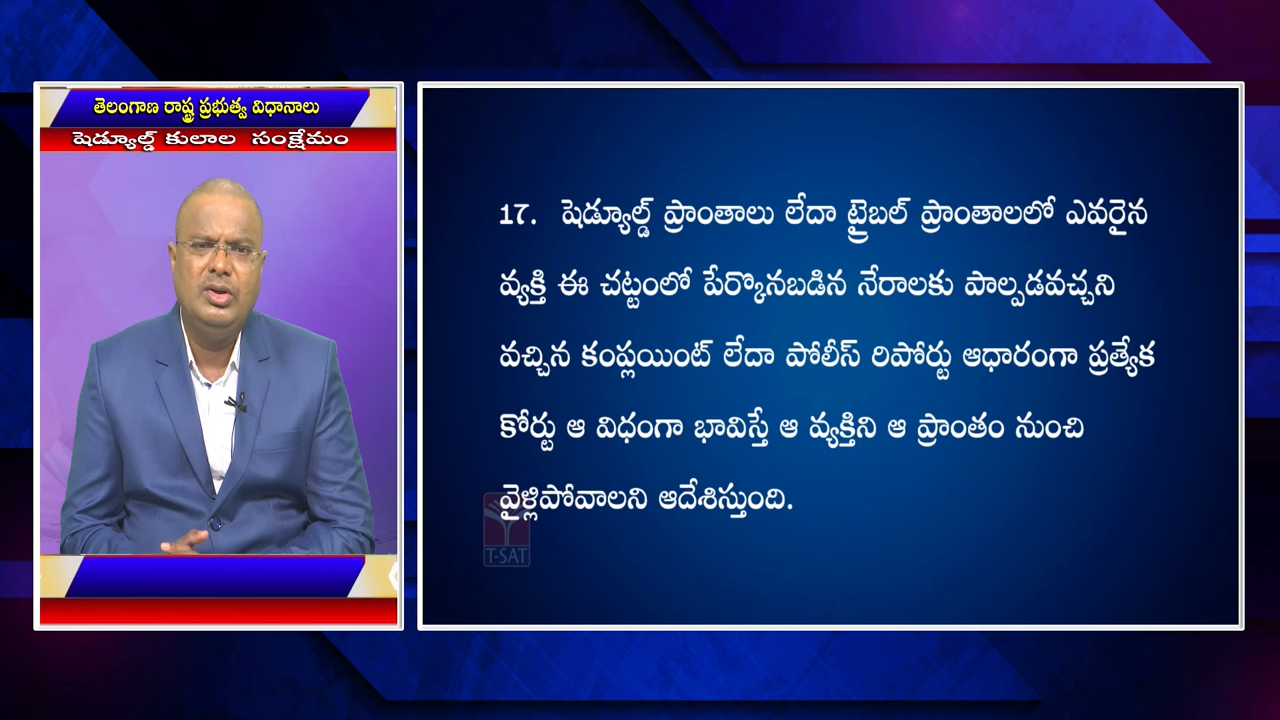 తెలంగాణ రాష్ట్ర ప్రభుత్వ విధానాలు
షెడ్యూల్డ్ కులాల సంక్షేమం
17. షెడ్యూల్డ్ ప్రాంతాలు లేదా ట్రైబల్ ప్రాంతాలలో ఎవరైన
వ్యక్తి ఈ చట్టంలో పేర్కొనబడిన నేరాలకు పాల్పడవచ్చని
వచ్చిన కంప్లయింట్ లేదా పోలీస్ రిపోర్టు ఆధారంగా ప్రత్యేక
కోర్టు ఆ విధంగా భావిస్తే ఆ వ్యక్తిని ఆ ప్రాంతం నుంచి
వైళ్లిపోవాలని ఆదేశిస్తుంది.
T-SAT